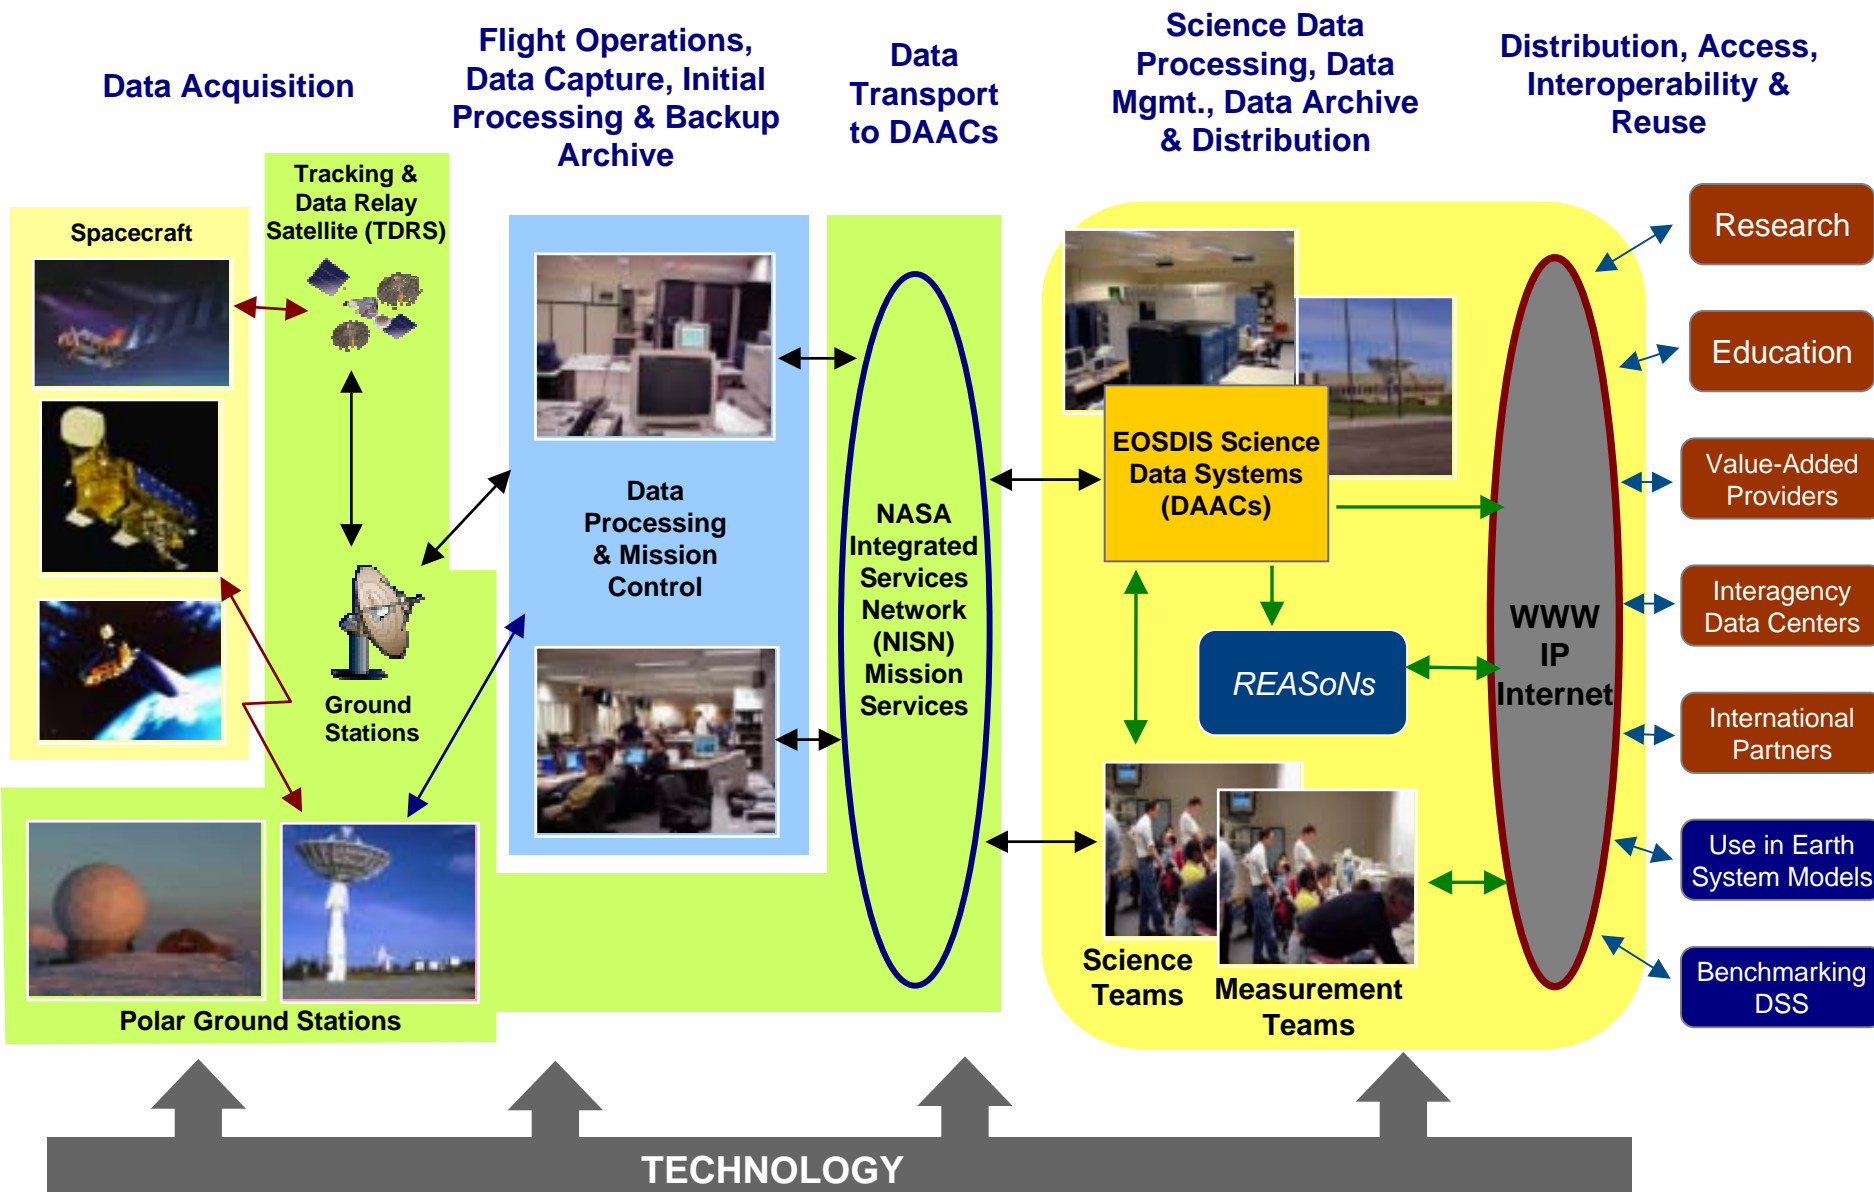 Data Acquisition
Flight Operations,
Data Capture, Initial
Processing & Backup
Archive
Data
Transport
to DAACs
Science Data
Processing, Data
Mgmt., Data Archive
& Distribution
Distribution, Access,
Interoperability &
Reuse
Spacecraft
Tracking &
Data Relay
Satellite (TDRS)
Ground
Stations
Polar Ground Stations
Data
Processing
& Mission
Control
NASA
Integrated
Services
Network
(NISN)
Mission
Services
EOSDIS Science
Data Systems
(DAACs)
REASoNs
Science
Teams
Measurement
Teams
WWW
IP
Internet
Research
Education
Value-Added
Providers
Interagency
Data Centers
International
Partners
Use in Earth
System Models
Benchmarking
DSS
TECHNOLOGY